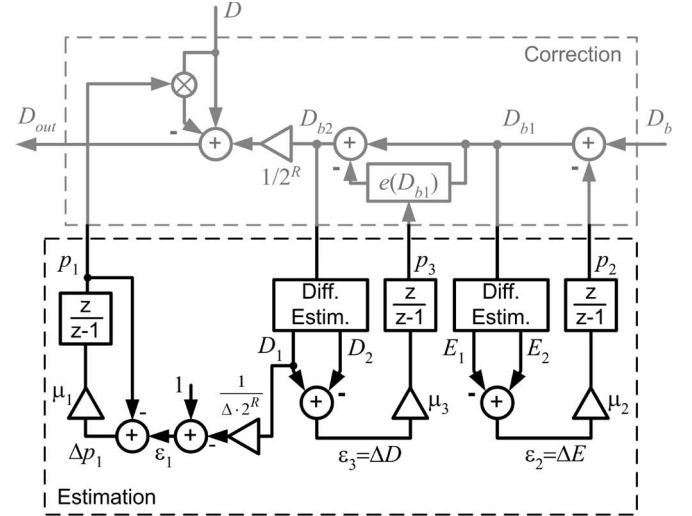 D
Correction
D_out
D_b2
D_b1
D_b
1/2^R
e(D_b1)
p_1
p_3
p_2
z
z-1
Diff.
Estim.
z
z-1
Diff.
Estim.
z
z-1
D_1
D_2
E_1
E_2
μ_1
1
1
Δ·2^R
μ_3
μ_2
Δp_1
ε_1
ε_3=ΔD
ε_2=ΔE
Estimation